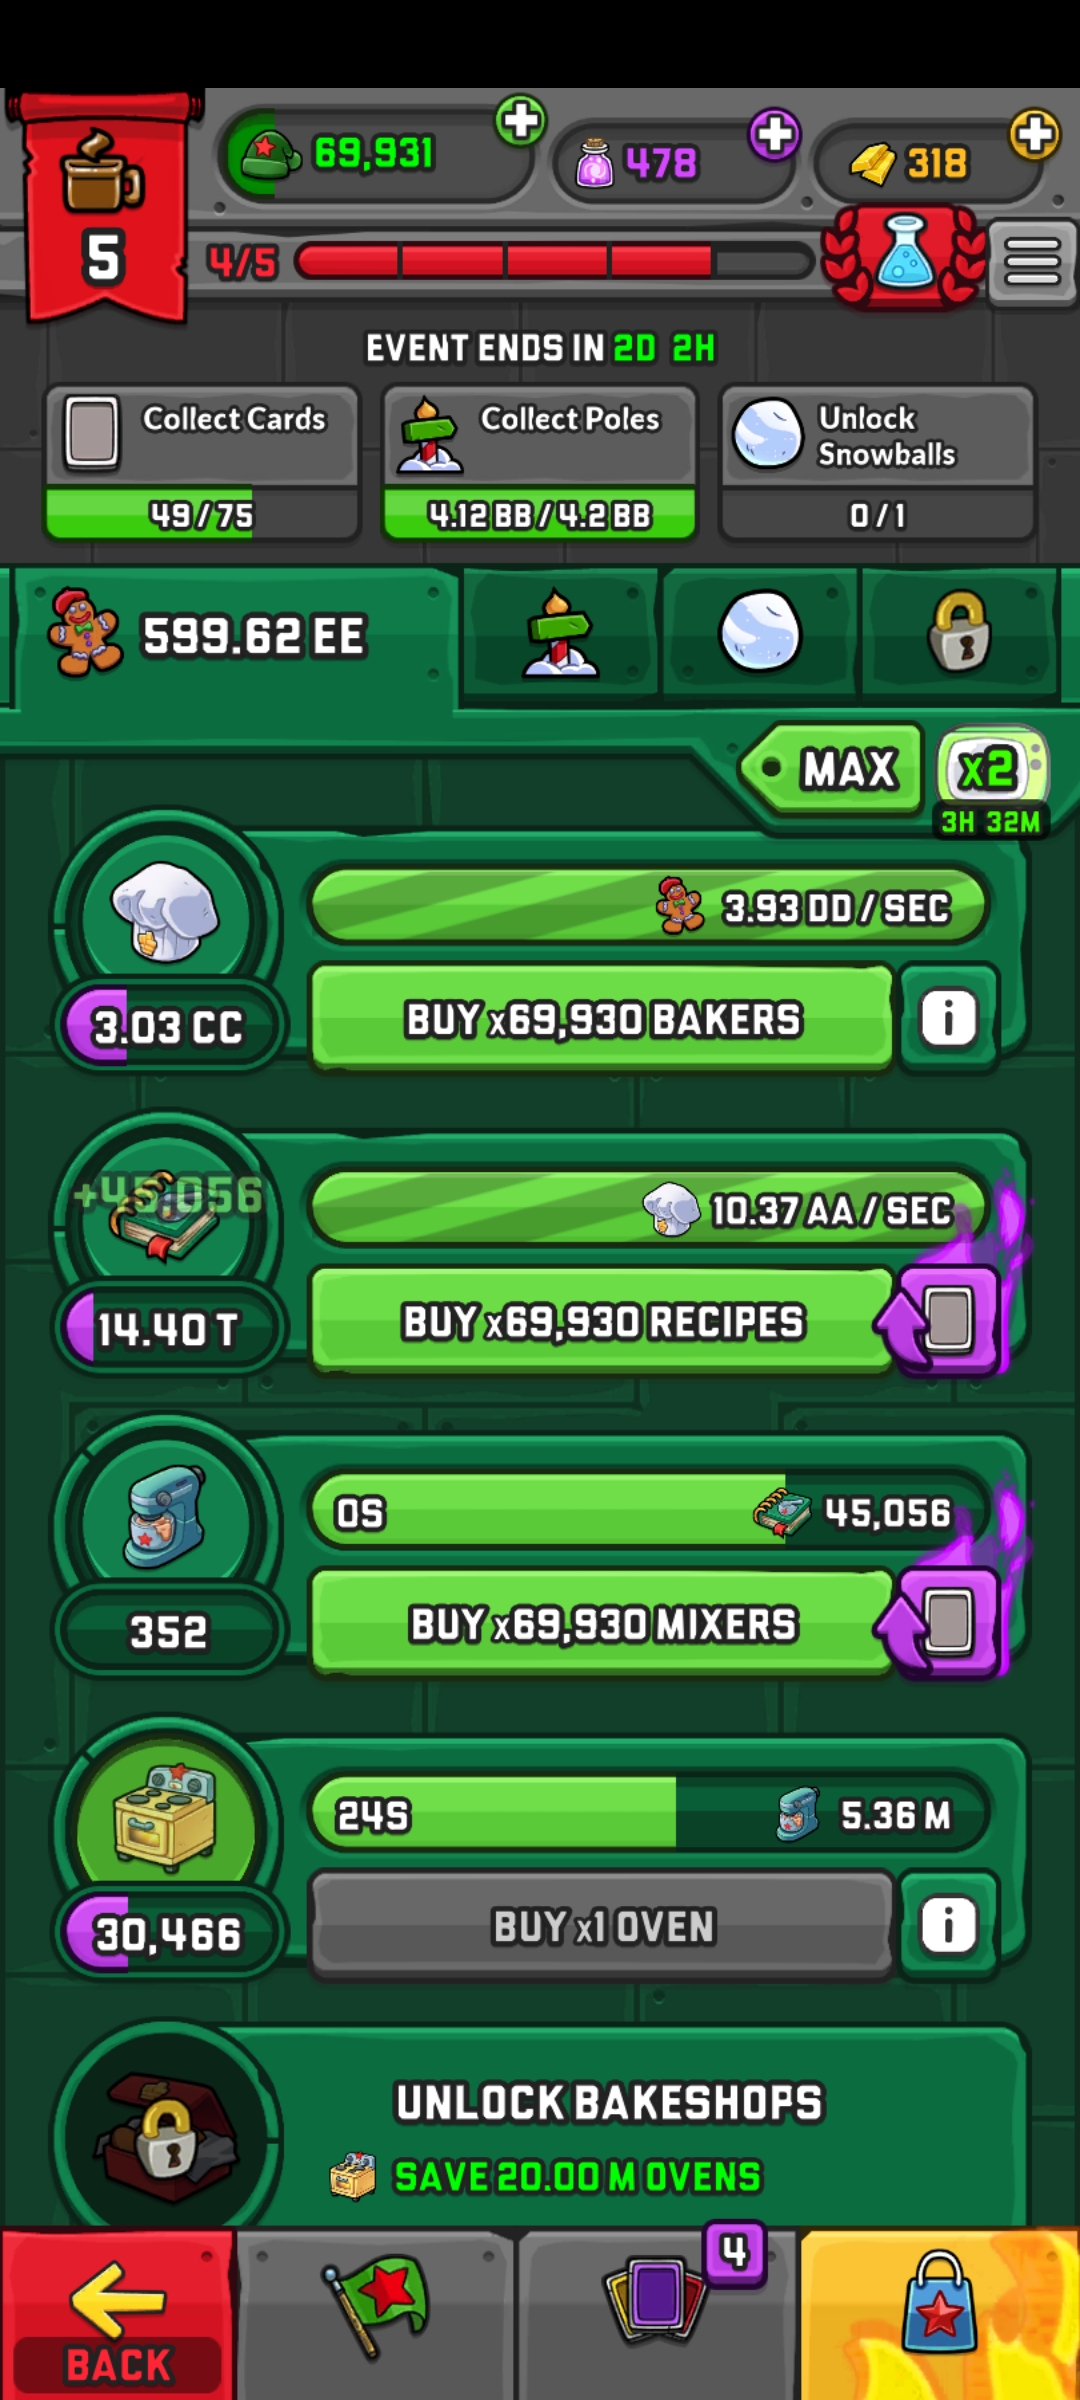 69,931
478
318
5
4/5
EVENT ENDS IN 2D 2H
Collect Cards
49/75
Collect Poles
4.12 BB/4.2 BB
Unlock
Snowballs
0/1
599.62 EE
MAX
x2
3H 32M
3.93 DD/SEC
3.03 CC
BUY x69,930 BAKERS
i
+45,056
10.37 AA/SEC
14.40 T
BUY x69,930 RECIPES
0S
45,056
352
BUY x69,930 MIXERS
24S
5.36 M
30,466
BUY x1 OVEN
i
UNLOCK BAKESHOPS
SAVE 20.00 M OVENS
4
BACK